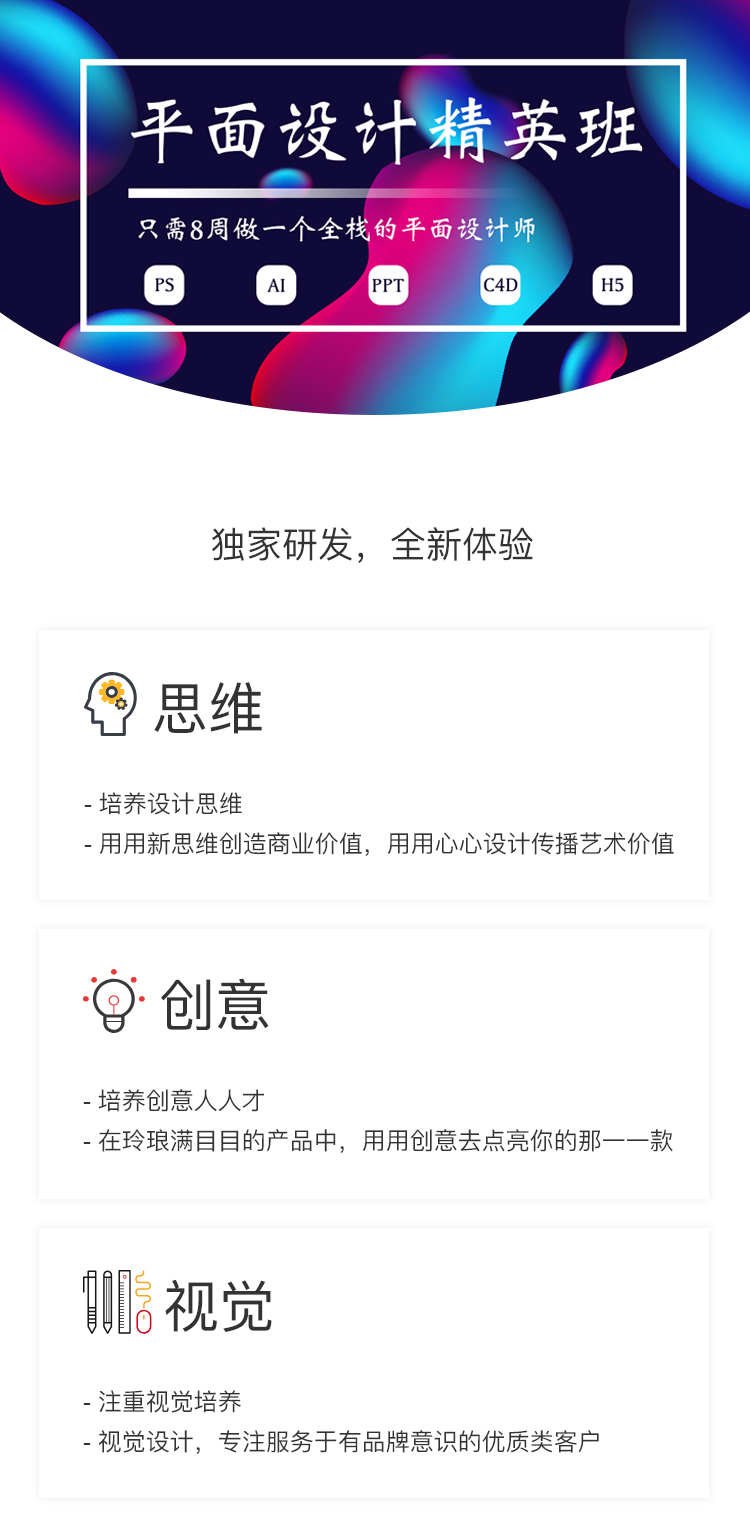 平面设计精英班
只需8周做一个全栈的平面设计师
PS AI PPT C4D H5
独家研发，全新体验
思维
- 培养设计思维
- 用用新思维创造商业价值，用用心心设计传播艺术价值
创意
- 培养创意人人才
- 在玲琅满目目的产品中，用用创意去点亮你的那一一款
视觉
- 注重视觉培养
- 视觉设计，专注服务于有品牌意识的优质类客户